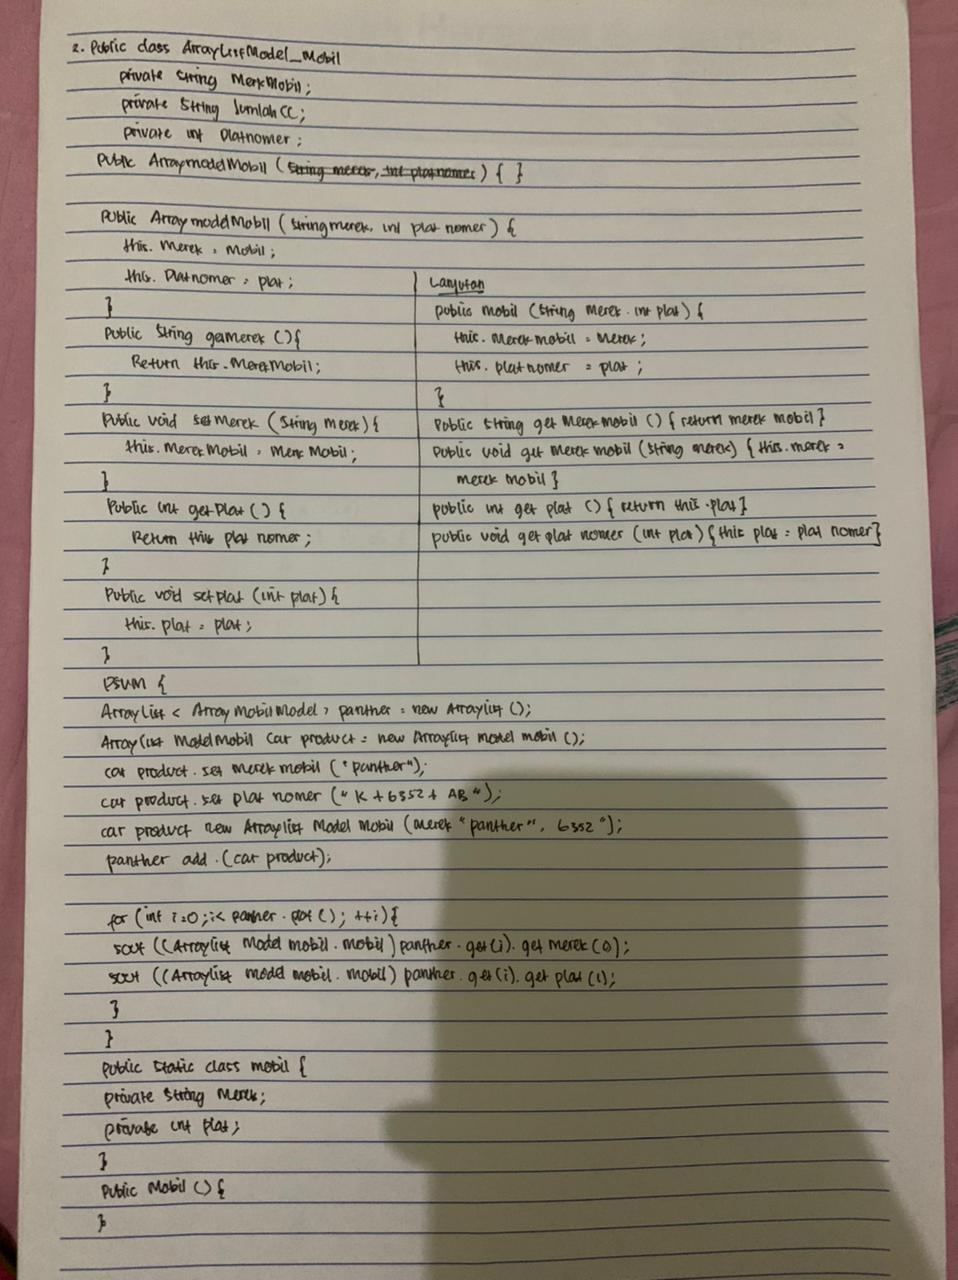 2. Public class ArrayListModel_Mobil
private String MerkMobil;
private String Jumlah CC;
private int Platnomer;
Public ArraymodelMobil (String merek, int platnomer) { }
Public ArraymodelMobil (String merek, int plat nomer) {
this. Merek = Mobil;
this. Platnomer = plat;
}
Public String getmerek () {
Return this. MerekMobil;
}
Public void setMerek (String merek) {
this. MerekMobil = Merk Mobil;
}
Public int getPlat () {
Return this plat nomer;
}
Public void setplat (int plat) {
this. plat = plat;
}
Lanjutan
public mobil (String Merek. int plat) {
this. Merek mobil = Merek;
this. plat nomer = plat;
}
Public String get Merek mobil () { return merek mobil }
Public void get Merek mobil (String merek) { this. merek =
merek mobil }
public int get plat () { return this .plat }
public void get plat nomer (int plat) { this plat = plat nomer }
PSVM {
ArrayList < Array Mobil Model > panther = new Arraylist ();
Arraylist ModelMobil Car product = new Arraylist model mobil ();
car product . set merek mobil ("panther");
car product . set plat nomer (" K + 6352 + AB ");
car product new Arraylist Model Mobil (merek "panther", 6352 ");
panther add . (car product);
for (int i=0; i< panther . plat (); ++i) {
sout ((Arraylist Model mobil . mobil) panther . get (i). get merek (0);
sout ((Arraylist model mobil. mobil) panther . get (i). get plat (1);
}
}
Public static class mobil {
private String Merek;
private int plat;
}
Public Mobil () {
}